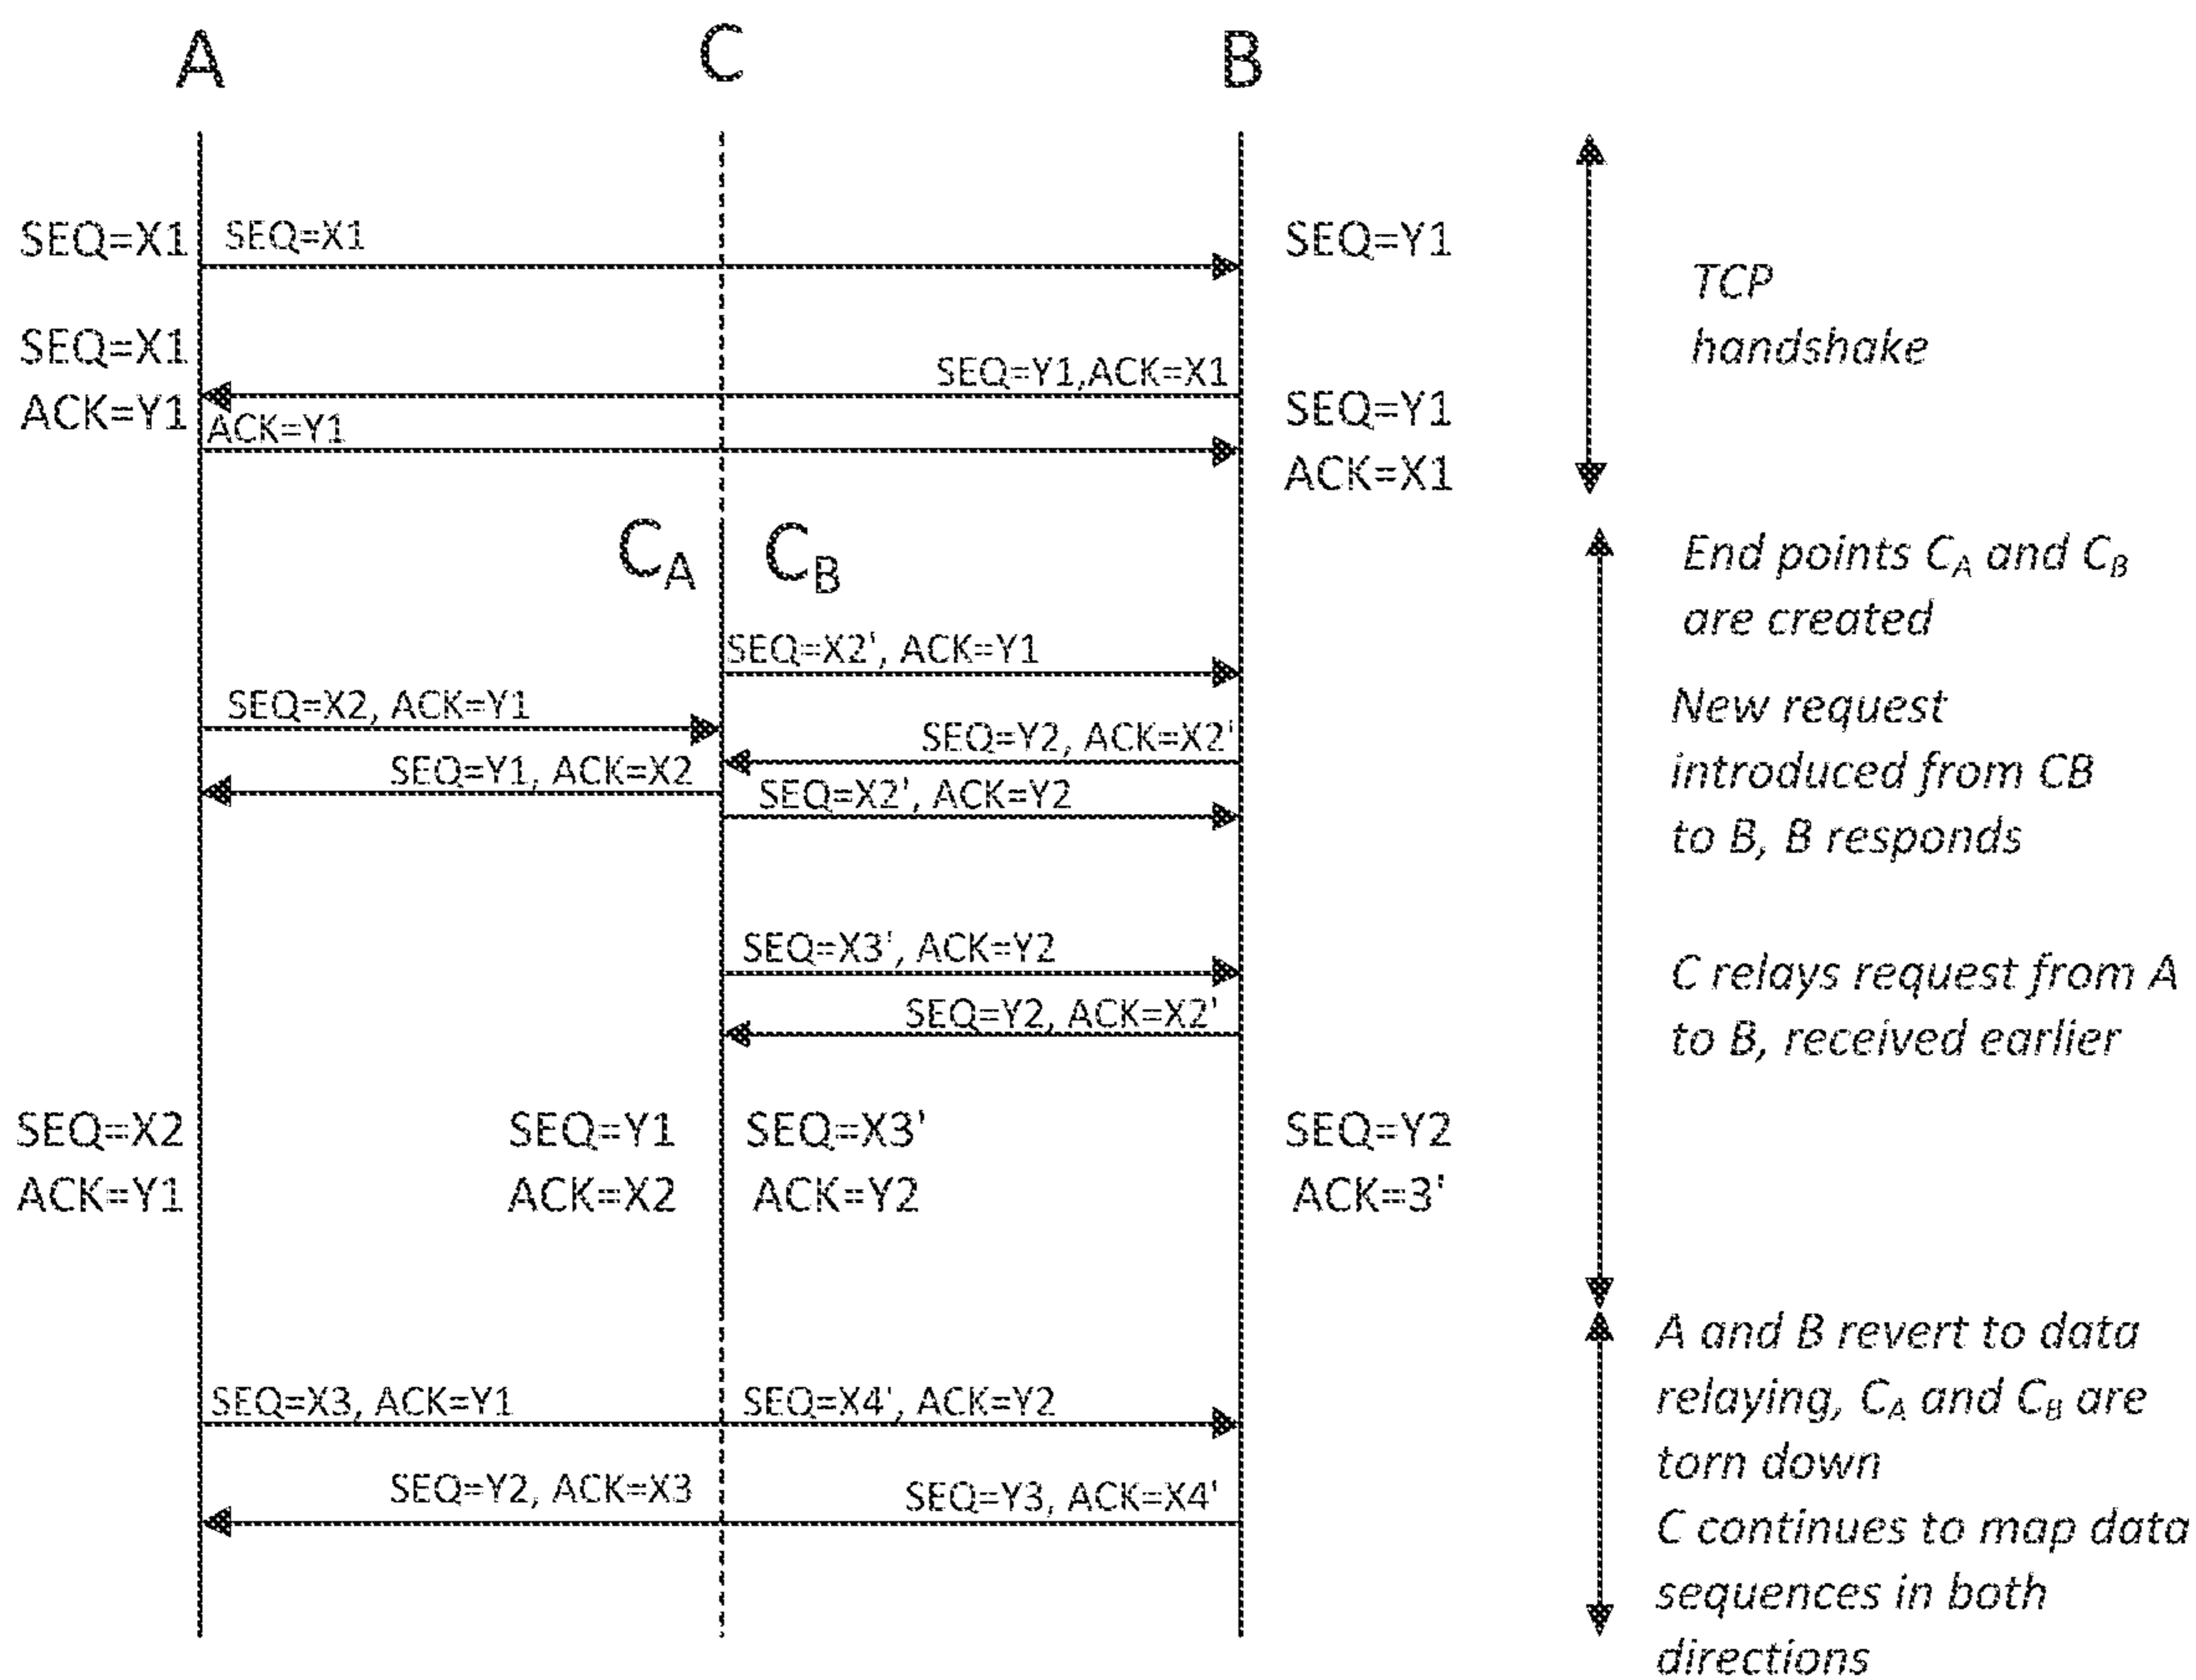 A
C
B
SEQ=X1
SEQ=X1
SEQ=Y1
TCP
handshake
SEQ=X1
ACK=Y1
SEQ=Y1,ACK=X1
ACK=Y1
SEQ=Y1
ACK=X1
CA
CB
End points CA and CB
are created
SEQ=X2', ACK=Y1
SEQ=X2, ACK=Y1
SEQ=Y2, ACK=X2'
SEQ=Y1, ACK=X2
SEQ=X2', ACK=Y2
New request
introduced from CB
to B, B responds
SEQ=X3', ACK=Y2
SEQ=Y2, ACK=X2'
C relays request from A
to B, received earlier
SEQ=X2
ACK=Y1
SEQ=Y1
ACK=X2
SEQ=X3'
ACK=Y2
SEQ=Y2
ACK=3'
SEQ=X3, ACK=Y1
SEQ=X4', ACK=Y2
SEQ=Y2, ACK=X3
SEQ=Y3, ACK=X4'
A and B revert to data
relaying, CA and CB are
torn down
C continues to map data
sequences in both
directions